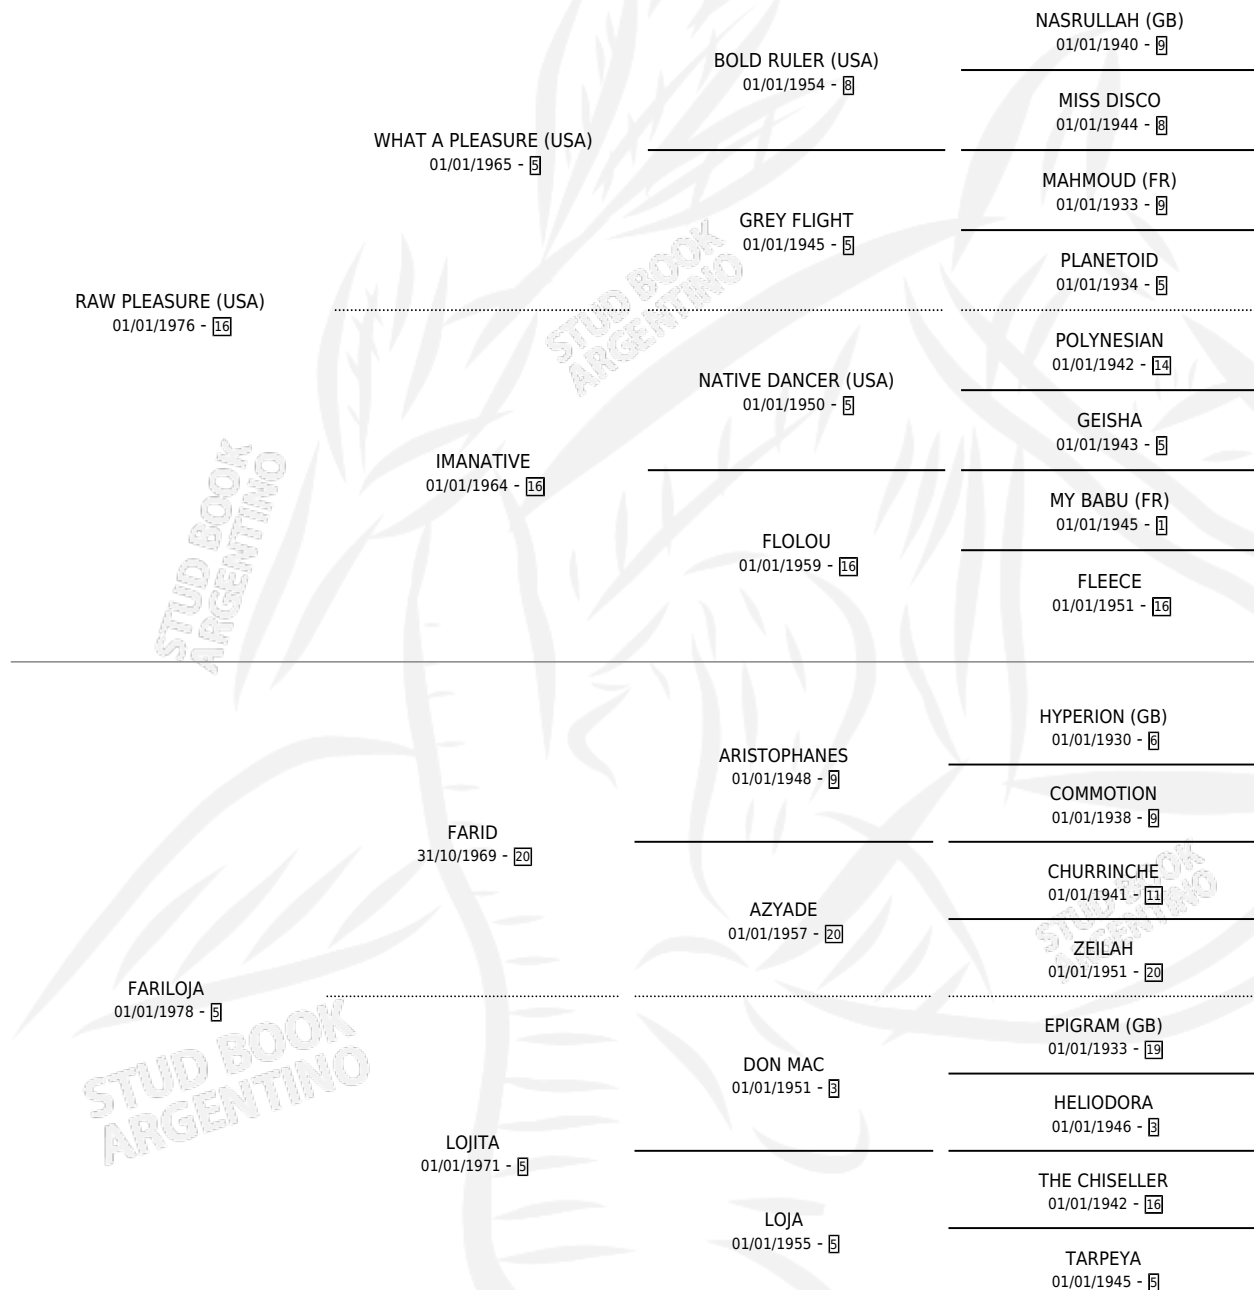 NASRULLAH (GB)
01/01/1940 - 9
BOLD RULER (USA)
01/01/1954 - 8
MISS DISCO
01/01/1944 - 8
WHAT A PLEASURE (USA)
01/01/1965 - 5
MAHMOUD (FR)
01/01/1933 - 9
GREY FLIGHT
01/01/1945 - 5
PLANETOID
01/01/1934 - 5
RAW PLEASURE (USA)
01/01/1976 - 16
POLYNESIAN
01/01/1942 - 14
NATIVE DANCER (USA)
01/01/1950 - 5
GEISHA
01/01/1943 - 5
IMANATIVE
01/01/1964 - 16
MY BABU (FR)
01/01/1945 - 1
FLOLOU
01/01/1959 - 16
FLEECE
01/01/1951 - 16
HYPERION (GB)
01/01/1930 - 6
ARISTOPHANES
01/01/1948 - 9
COMMOTION
01/01/1938 - 9
FARID
31/10/1969 - 20
CHURRINCHE
01/01/1941 - 11
AZYADE
01/01/1957 - 20
ZEILAH
01/01/1951 - 20
FARILOJA
01/01/1978 - 5
EPIGRAM (GB)
01/01/1933 - 19
DON MAC
01/01/1951 - 3
HELIODORA
01/01/1946 - 3
LOJITA
01/01/1971 - 5
THE CHISELLER
01/01/1942 - 16
LOJA
01/01/1955 - 5
TARPEYA
01/01/1945 - 5
STUD BOOK
ARGENTINO
STUD BOOK
ARGENTINO
STUD BOOK
ARGENTINO
STUD BOOK
ARGENTINO